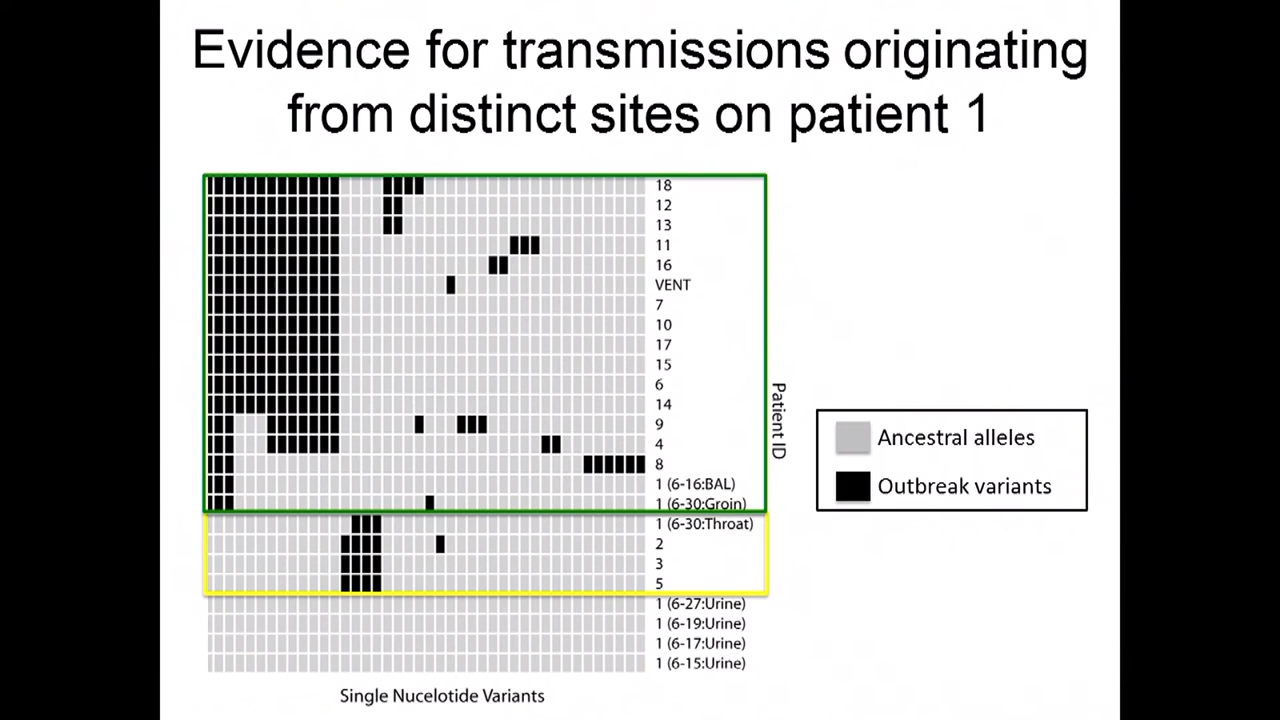 Evidence for transmissions originating
from distinct sites on patient 1
18
12
13
11
16
VENT
7
10
17
15
6
14
9
4
8
1 (6-16:BAL)
1 (6-30:Groin)
1 (6-30:Throat)
2
3
5
1 (6-27:Urine)
1 (6-19:Urine)
1 (6-17:Urine)
1 (6-15:Urine)
Patient ID
Ancestral alleles
Outbreak variants
Single Nucelotide Variants